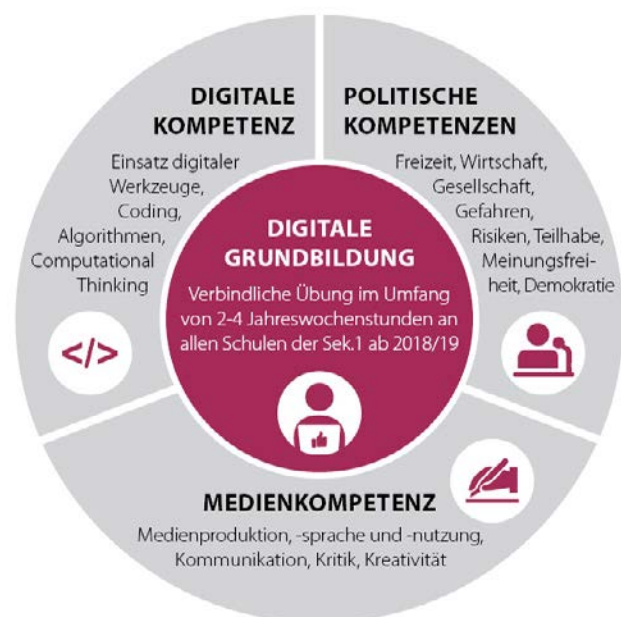 DIGITALE
KOMPETENZ
Einsatz digitaler
Werkzeuge,
Coding,
Algorithmen,
Computational
Thinking
</>
POLITISCHE
KOMPETENZEN
Freizeit, Wirtschaft,
Gesellschaft,
Gefahren,
Risiken, Teilhabe,
Meinungsfrei-
heit, Demokratie
DIGITALE
GRUNDBILDUNG
Verbindliche Übung im Umfang
von 2-4 Jahreswochenstunden an
allen Schulen der Sek.1 ab 2018/19
MEDIENKOMPETENZ
Medienproduktion, -sprache und -nutzung,
Kommunikation, Kritik, Kreativität